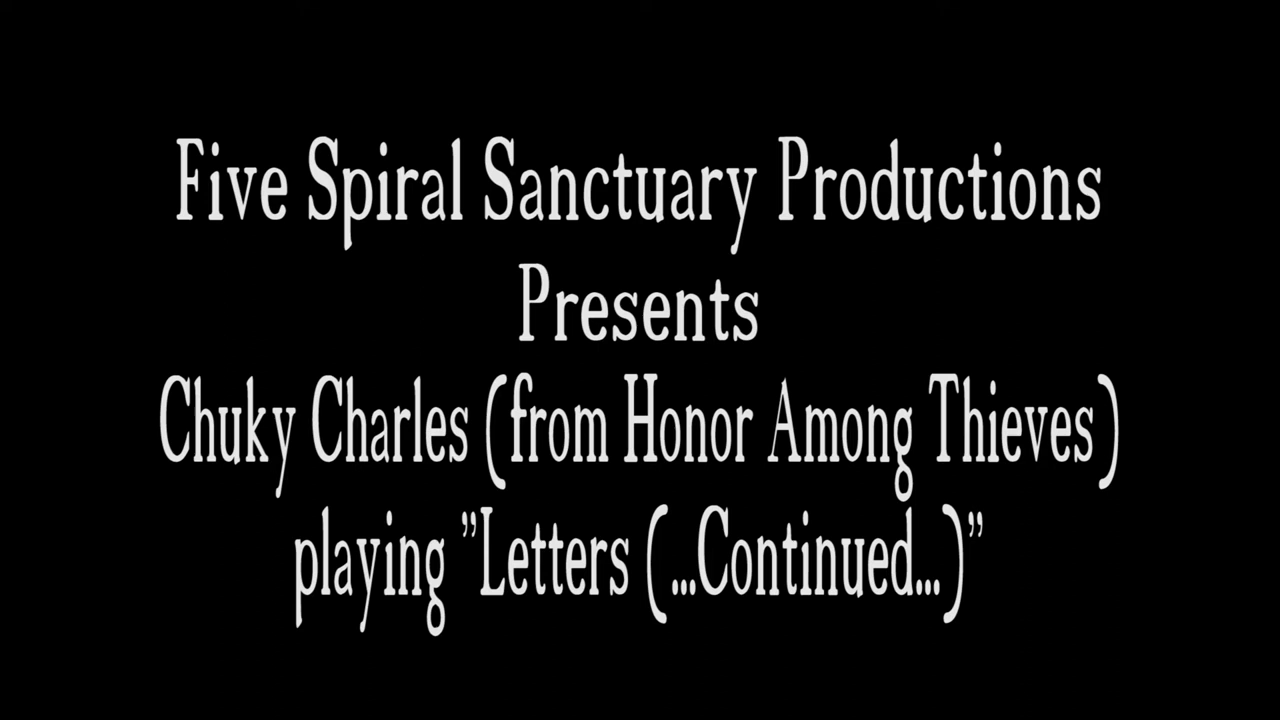 Five Spiral Sanctuary Productions
Presents
Chuky Charles (from Honor Among Thieves)
playing ”Letters (...Continued...)”